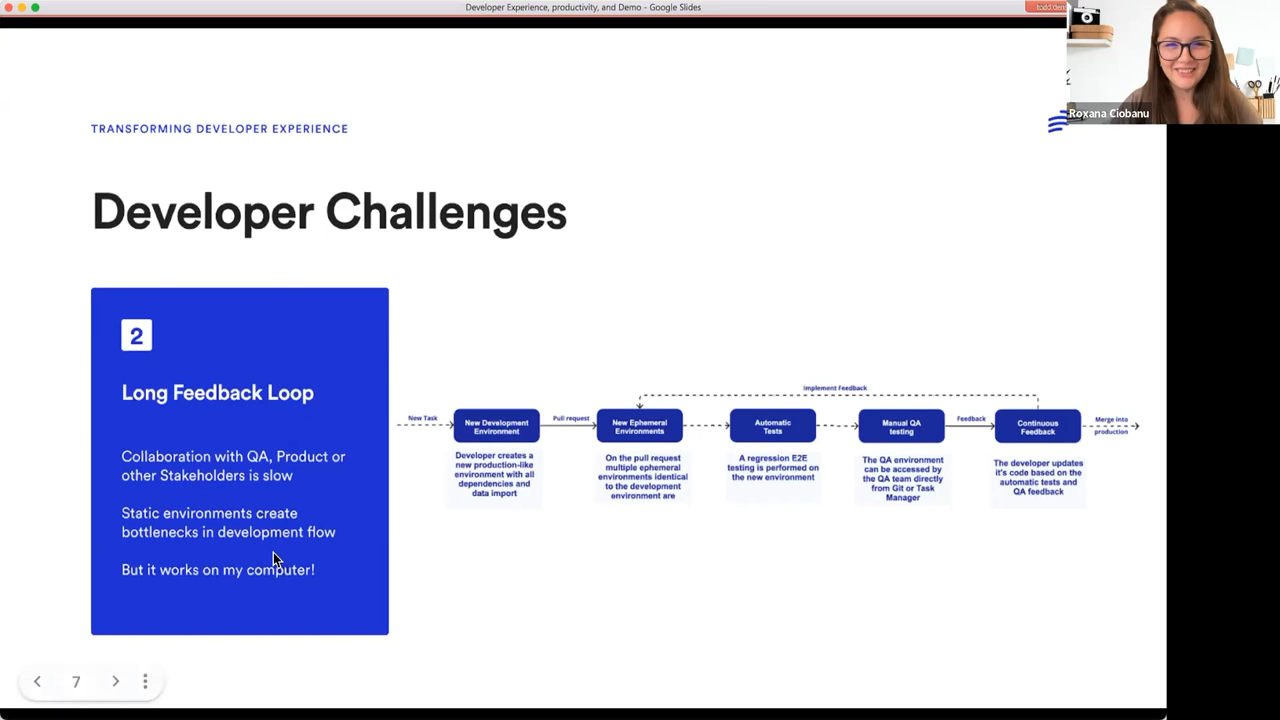 Developer Experience, productivity, and Demo - Google Slides
Roxana Ciobanu
TRANSFORMING DEVELOPER EXPERIENCE
Developer Challenges
2
Long Feedback Loop
Collaboration with QA, Product or
other Stakeholders is slow
Static environments create
bottlenecks in development flow
But it works on my computer!
Implement Feedback
New Task
New Development
Environment
Pull request
New Ephemeral
Environments
Automatic
Tests
Manual QA
testing
Feedback
Continuous
Feedback
Merge into
production
Developer creates a
new production-like
environment with all
dependencies and
data import
On the pull request
multiple ephemeral
environments identical
to the development
environment are
A regression E2E
testing is performed on
the new environment
The QA environment
can be accessed by
the QA team directly
from Git or Task
Manager
The developer updates
it's code based on the
automatic tests and
QA feedback
7